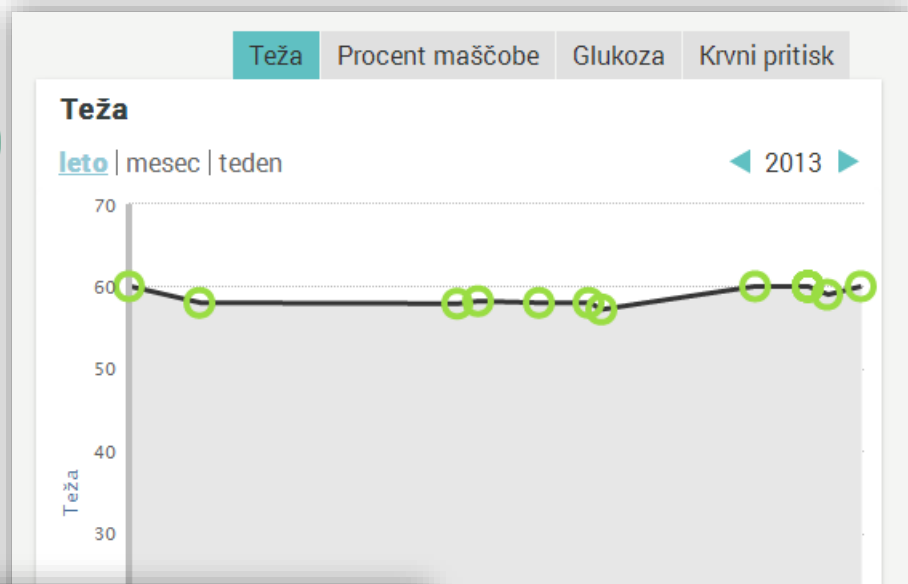 Teža Procent maščobe Glukoza Krvni pritisk
Teža
leto | mesec | teden ◀ 2013 ▶
70
60
50
40
30
Teža